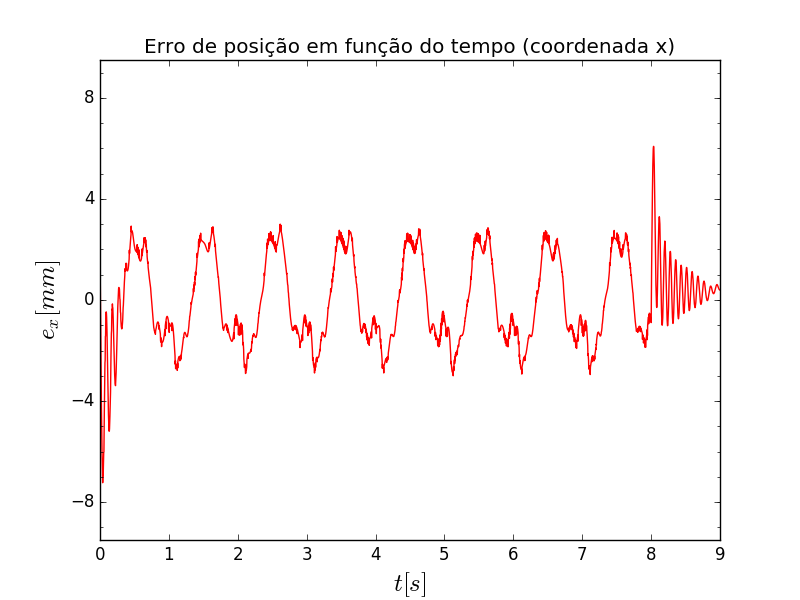 Erro de posição em função do tempo (coordenada x)
8
4
0
−4
−8
e_x[mm]
0 1 2 3 4 5 6 7 8 9
t[s]